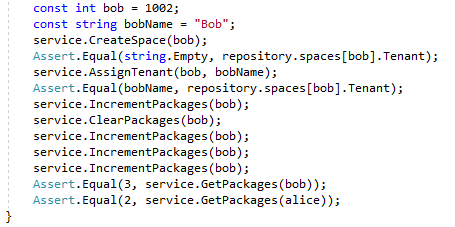 const int bob = 1002;
const string bobName = "Bob";
service.CreateSpace(bob);
Assert.Equal(string.Empty, repository.spaces[bob].Tenant);
service.AssignTenant(bob, bobName);
Assert.Equal(bobName, repository.spaces[bob].Tenant);
service.IncrementPackages(bob);
service.ClearPackages(bob);
service.IncrementPackages(bob);
service.IncrementPackages(bob);
service.IncrementPackages(bob);
Assert.Equal(3, service.GetPackages(bob));
Assert.Equal(2, service.GetPackages(alice));
}